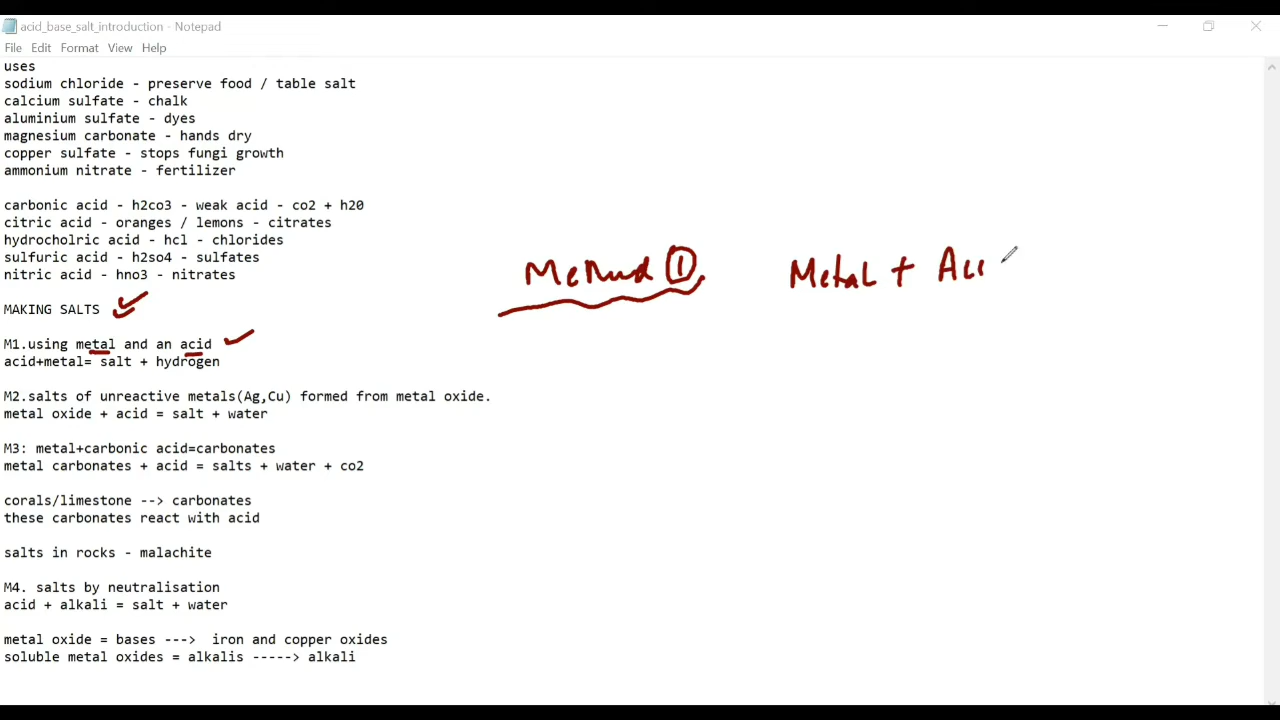 acid_base_salt_introduction - Notepad
File Edit Format View Help
uses
sodium chloride - preserve food / table salt
calcium sulfate - chalk
aluminium sulfate - dyes
magnesium carbonate - hands dry
copper sulfate - stops fungi growth
ammonium nitrate - fertilizer
carbonic acid - h2co3 - weak acid - co2 + h20
citric acid - oranges / lemons - citrates
hydrocholric acid - hcl - chlorides
sulfuric acid - h2so4 - sulfates
nitric acid - hno3 - nitrates
Method 1 Metal + Aci
MAKING SALTS
M1.using metal and an acid
acid+metal= salt + hydrogen
M2.salts of unreactive metals(Ag,Cu) formed from metal oxide.
metal oxide + acid = salt + water
M3: metal+carbonic acid=carbonates
metal carbonates + acid = salts + water + co2
corals/limestone --> carbonates
these carbonates react with acid
salts in rocks - malachite
M4. salts by neutralisation
acid + alkali = salt + water
metal oxide = bases ---> iron and copper oxides
soluble metal oxides = alkalis -----> alkali